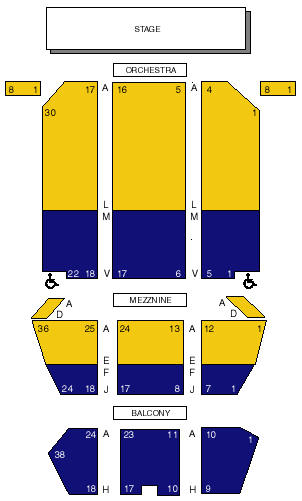 STAGE
ORCHESTRA
8 1 17 A 16 5 A 4 8 1
30 1
L L
M M
.
22 18 V 17 6 V 5 1
MEZZNINE
A A
D D
36 25 A 24 13 A 12 1
E E
F F
24 18 J 17 8 J 7 1
BALCONY
24 A 23 11 A 10 1
38
18 H 17 10 H 9